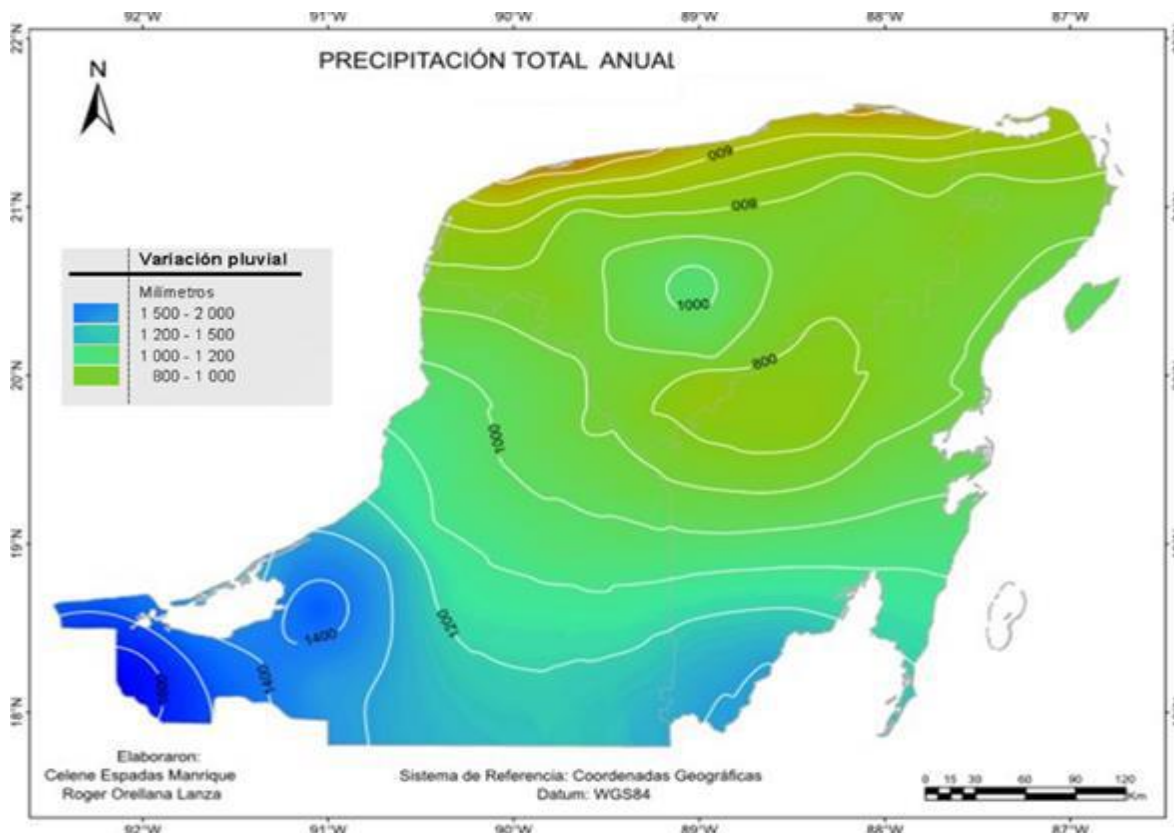 92°W 91°W 90°W 89°W 88°W 87°W
22°N
PRECIPITACIÓN TOTAL ANUAL
N
600
21°N
800
Variación pluvial
Milímetros
1 500 - 2 000
1 200 - 1 500
1 000 - 1 200
800 - 1 000
1000
20°N
800
1000
19°N
1200
1400
1400
18°N
Elaboraron:
Celene Espadas Manrique
Roger Orellana Lanza
Sistema de Referencia: Coordenadas Geográficas
Datum: WGS84
0 15 30 60 90 120
Km
92°W 91°W 90°W 89°W 88°W 87°W